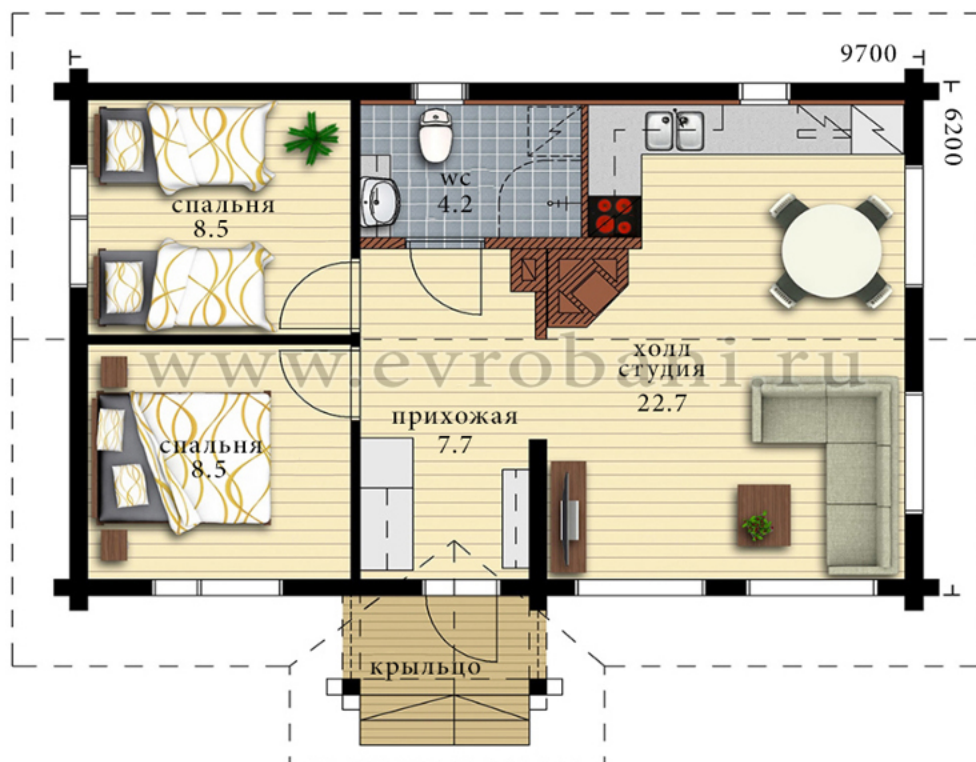 9700
6200
спальня
8.5
wc
4.2
www.evrobani.ru
холл
студия
22.7
прихожая
7.7
спальня
8.5
крыльцо